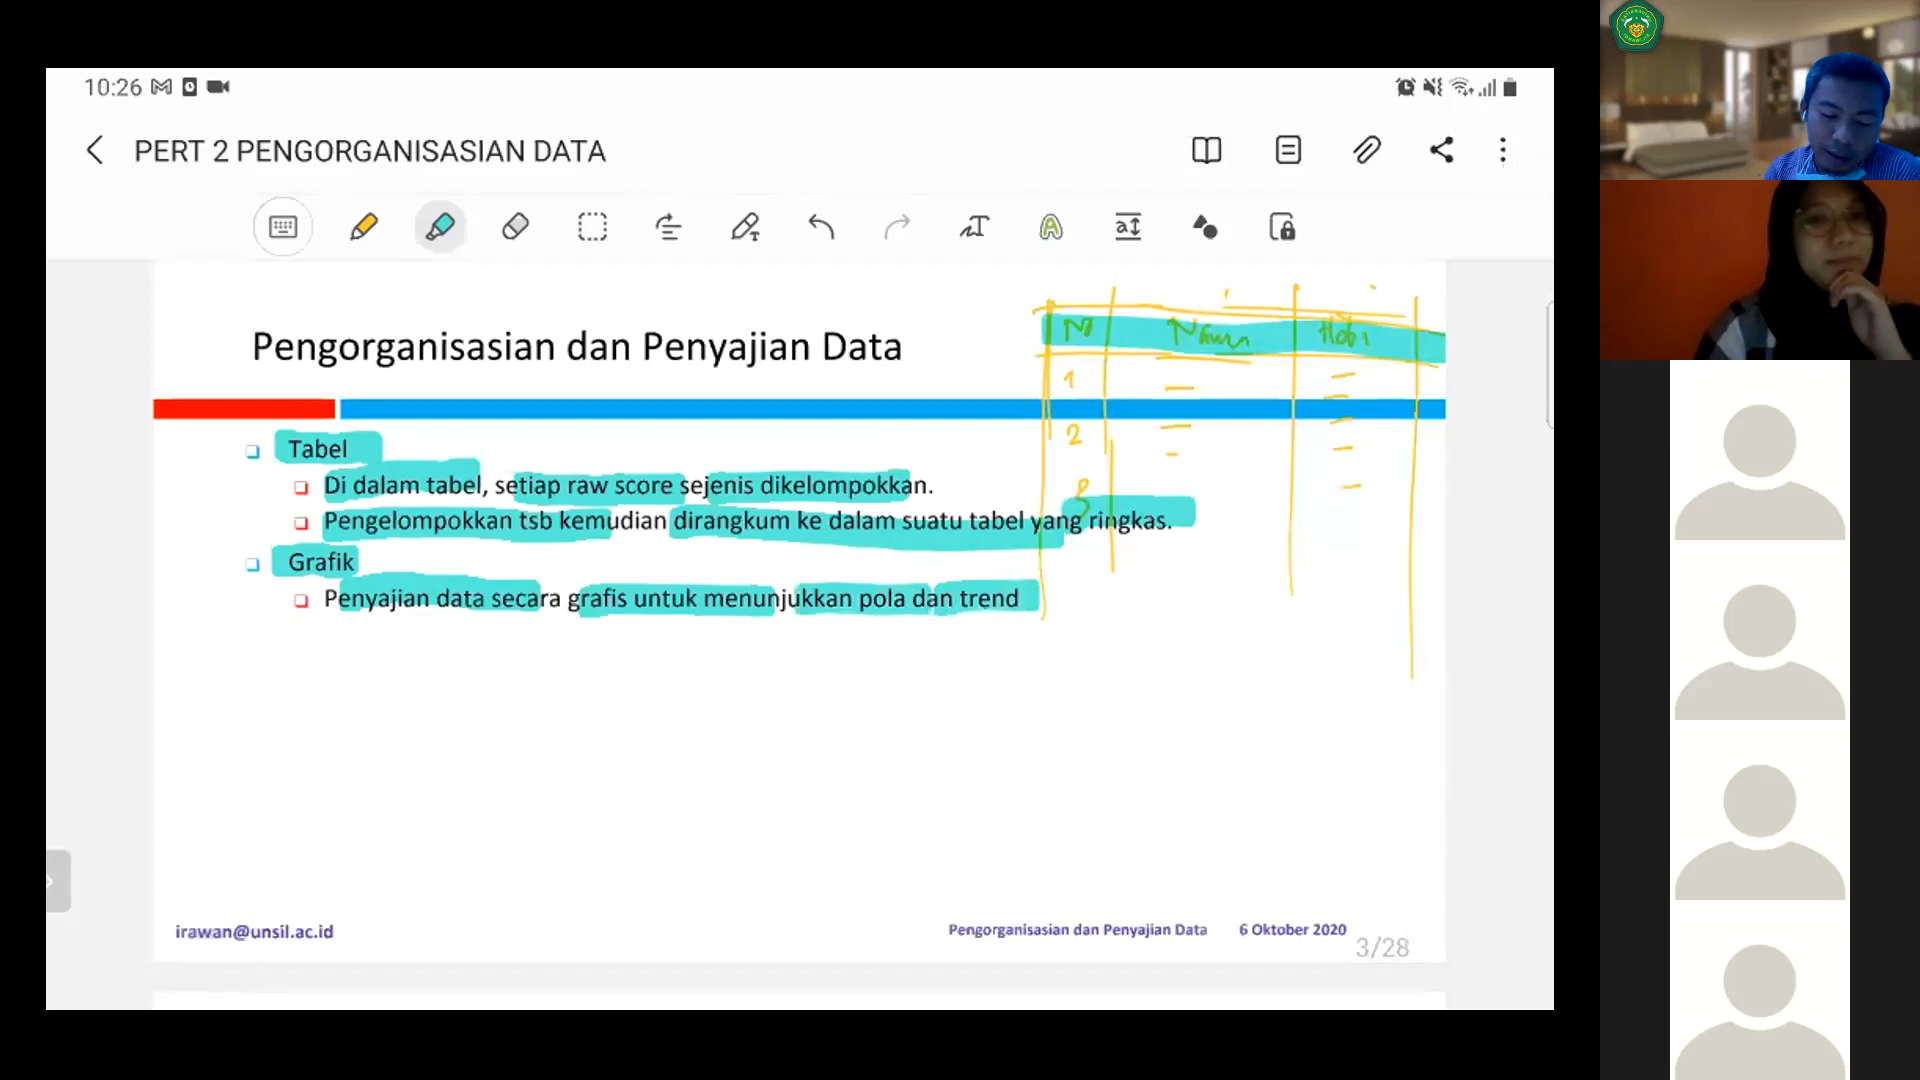 10:26
PERT 2 PENGORGANISASIAN DATA
Pengorganisasian dan Penyajian Data
No Nama Hobi
1
2
3
Tabel
Di dalam tabel, setiap raw score sejenis dikelompokkan.
Pengelompokkan tsb kemudian dirangkum ke dalam suatu tabel yang ringkas.
Grafik
Penyajian data secara grafis untuk menunjukkan pola dan trend
irawan@unsil.ac.id
Pengorganisasian dan Penyajian Data 6 Oktober 2020
3/28